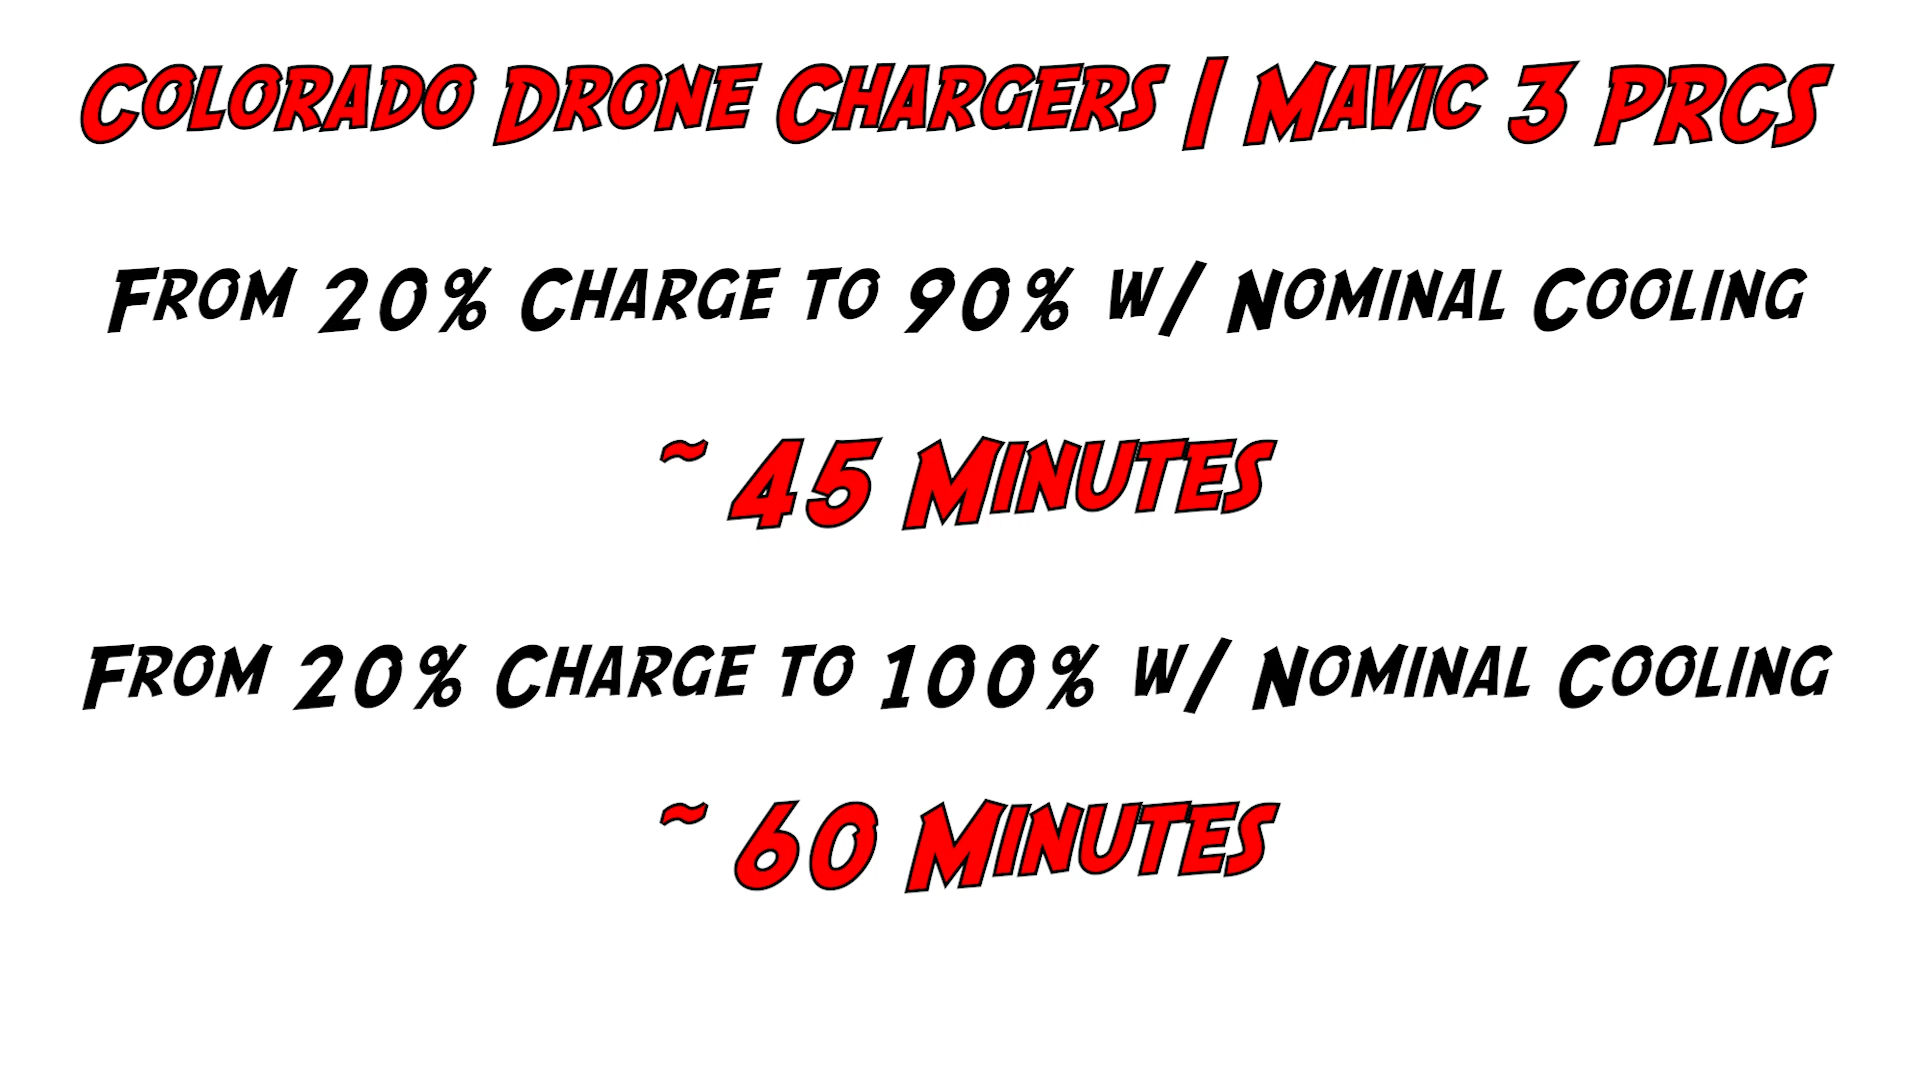 Colorado Drone Chargers | Mavic 3 PRCS
From 20% Charge to 90% w/ Nominal Cooling
~ 45 Minutes
From 20% Charge to 100% w/ Nominal Cooling
~ 60 Minutes